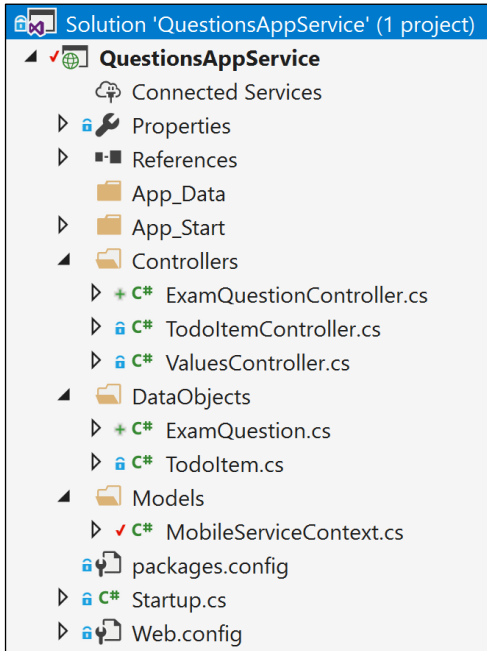 Solution 'QuestionsAppService' (1 project)
QuestionsAppService
Connected Services
Properties
References
App_Data
App_Start
Controllers
C# ExamQuestionController.cs
C# TodoItemController.cs
C# ValuesController.cs
DataObjects
C# ExamQuestion.cs
C# TodoItem.cs
Models
C# MobileServiceContext.cs
packages.config
C# Startup.cs
Web.config